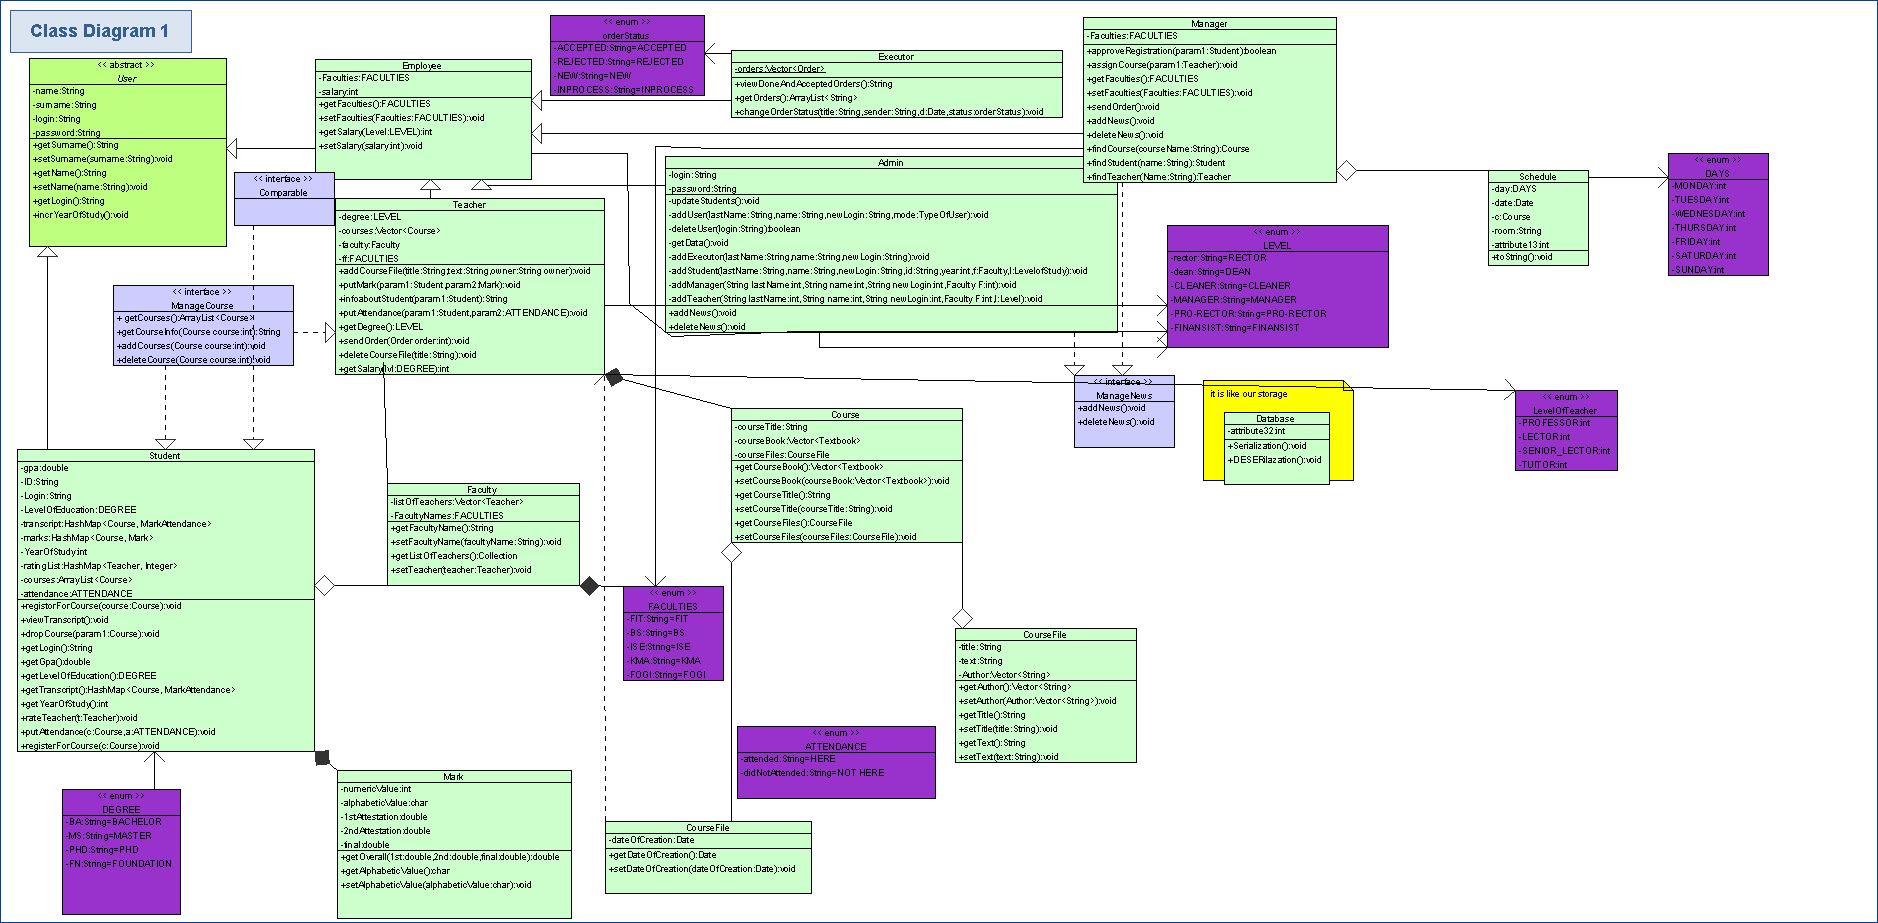 Class Diagram 1
<< abstract >>
User
-name:String
-surname:String
-login:String
-password:String
+getSurname():String
+setSurname(surname:String):void
+getName():String
+setName(name:String):void
+getLogin():String
+incrYearOfStudy():void
Employee
-Faculties:FACULTIES
-salary:int
+getFaculties():FACULTIES
+setFaculties(Faculties:FACULTIES):void
+getSalary(Level:LEVEL):int
+setSalary(salary:int):void
<< enum >>
orderStatus
-ACCEPTED:String=ACCEPTED
-REJECTED:String=REJECTED
-NEW:String=NEW
-INPROCESS:String=INPROCESS
Executor
-orders:Vector<Order>
+viewDoneAndAcceptedOrders():String
+getOrders():ArrayList<String>
+changeOrderStatus(title:String,sender:String,d:Date,status:orderStatus):void
Manager
-Faculties:FACULTIES
+approveRegistration(param1:Student):boolean
+assignCourse(param1:Teacher):void
+getFaculties():FACULTIES
+setFaculties(Faculties:FACULTIES):void
+sendOrder():void
+addNews():void
+deleteNews():void
+findCourse(courseName:String):Course
+findStudent(name:String):Student
+findTeacher(Name:String):Teacher
<< interface >>
Comparable
Admin
-login:String
-password:String
-updateStudents():void
-addUser(lastName:String,name:String,newLogin:String,mode:TypeOfUser):void
-deleteUser(login:String):boolean
-getData():void
-addExecutor(lastName:String,name:String,newLogin:String):void
-addStudent(lastName:String,name:String,newLogin:String,id:String,year:int,f:Faculty,l:LevelofStudy):void
-addManager(String lastName:int,String name:int,String newLogin:int,Faculty F:int):void
-addTeacher(String lastName:int,String name:int,String newLogin:int,Faculty F:int,l:Level):void
+addNews():void
+deleteNews():void
Schedule
-day:DAYS
-date:Date
-c:Course
-room:String
-attribute13:int
+toString():void
<< enum >>
DAYS
-MONDAY:int
-TUESDAY:int
-WEDNESDAY:int
-THURSDAY:int
-FRIDAY:int
-SATURDAY:int
-SUNDAY:int
Teacher
-degree:LEVEL
-courses:Vector<Course>
-faculty:Faculty
-ff:FACULTIES
+addCourseFile(title:String,text:String,owner:String owner):void
+putMark(param1:Student,param2:Mark):void
+infoaboutStudent(param1:Student):String
+putAttendance(param1:Student,param2:ATTENDANCE):void
+getDegree():LEVEL
+sendOrder(Order order:int):void
+deleteCourseFile(title:String):void
+getSalary(lvl:DEGREE):int
<< enum >>
LEVEL
-rector:String=RECTOR
-dean:String=DEAN
-CLEANER:String=CLEANER
-MANAGER:String=MANAGER
-PRO-RECTOR:String=PRO-RECTOR
-FINANSIST:String=FINANSIST
<< interface >>
ManageCourse
+ getCourses():ArrayList<Course>
+getCourseInfo(Course course:int):String
+addCourses(Course course:int):void
+deleteCourse(Course course:int):void
<< interface >>
ManageNews
+addNews():void
+deleteNews():void
it is like our storage
Database
-attribute32:int
+Serialization():void
+DESERilazation():void
<< enum >>
LevelOfTeacher
-PROFESSOR:int
-LECTOR:int
-SENIOR_LECTOR:int
-TUITOR:int
Course
-courseTitle:String
-courseBook:Vector<Textbook>
-courseFiles:CourseFile
+getCourseBook():Vector<Textbook>
+setCourseBook(courseBook:Vector<Textbook>):void
+getCourseTitle():String
+setCourseTitle(courseTitle:String):void
+getCourseFiles():CourseFile
+setCourseFiles(courseFiles:CourseFile):void
Student
-gpa:double
-ID:String
-Login:String
-LevelOfEducation:DEGREE
-transcript:HashMap<Course, MarkAttendance>
-marks:HashMap<Course, Mark>
-YearOfStudy:int
-ratingList:HashMap<Teacher, Integer>
-courses:ArrayList<Course>
-attendance:ATTENDANCE
+registorForCourse(course:Course):void
+viewTranscript():void
+dropCourse(param1:Course):void
+getLogin():String
+getGpa():double
+getLevelOfEducation():DEGREE
+getTranscript():HashMap<Course, MarkAttendance>
+getYearOfStudy():int
+rateTeacher(t:Teacher):void
+putAttendance(c:Course,a:ATTENDANCE):void
+registerForCourse(c:Course):void
Faculty
-listOfTeachers:Vector<Teacher>
-FacultyNames:FACULTIES
+getFacultyName():String
+setFacultyName(facultyName:String):void
+getListOfTeachers():Collection
+setTeacher(teacher:Teacher):void
<< enum >>
FACULTIES
-FIT:String=FIT
-BS:String=BS
-ISE:String=ISE
-KMA:String=KMA
-FOGI:String=FOGI
CourseFile
-title:String
-text:String
-Author:Vector<String>
+getAuthor():Vector<String>
+setAuthor(Author:Vector<String>):void
+getTitle():String
+setTitle(title:String):void
+getText():String
+setText(text:String):void
<< enum >>
ATTENDANCE
-attended:String=HERE
-didNotAttended:String=NOT HERE
<< enum >>
DEGREE
-BA:String=BACHELOR
-MS:String=MASTER
-PHD:String=PHD
-FN:String=FOUNDATION
Mark
-numericValue:int
-alphabeticValue:char
-1stAttestation:double
-2ndAttestation:double
-final:double
+getOverall(1st:double,2nd:double,final:double):double
+getAlphabeticValue():char
+setAlphabeticValue(alphabeticValue:char):void
CourseFile
-dateOfCreation:Date
+getDateOfCreation():Date
+setDateOfCreation(dateOfCreation:Date):void